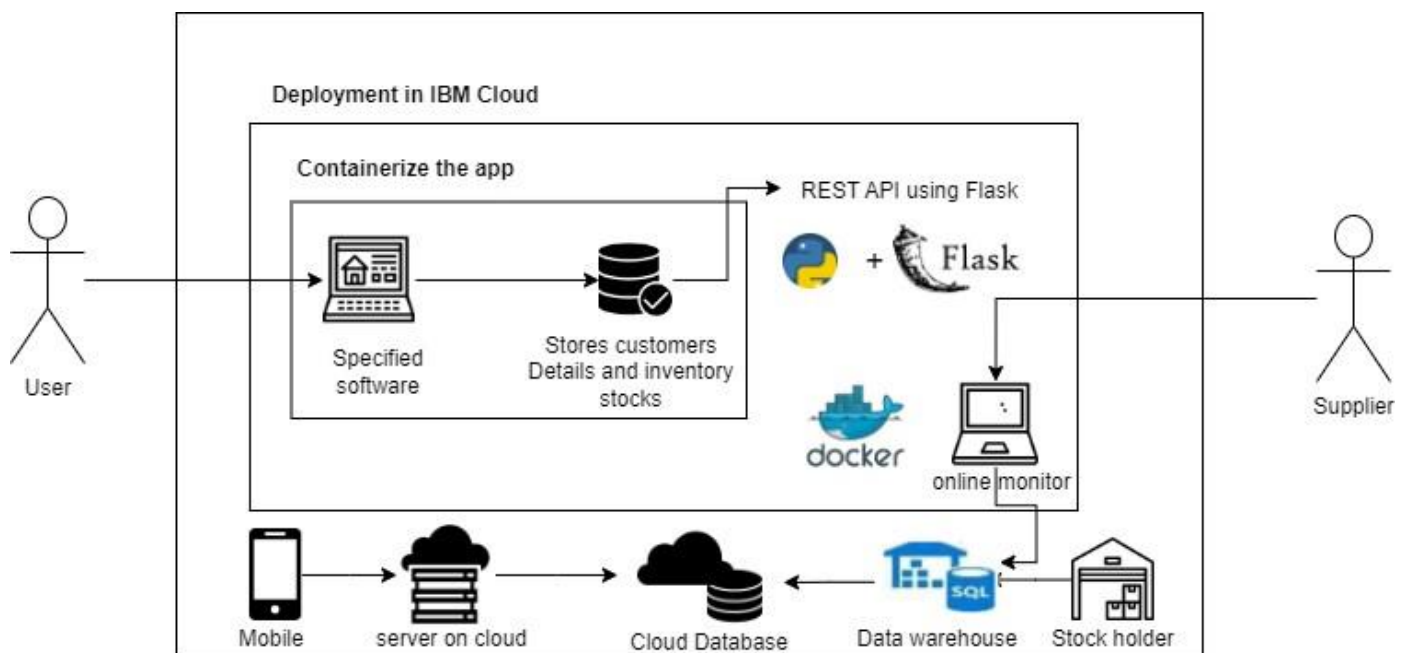 Deployment in IBM Cloud
Containerize the app
REST API using Flask
+
Flask
User
Specified
software
Stores customers
Details and inventory
stocks
docker
online monitor
Supplier
SQL
Mobile
server on cloud
Cloud Database
Data warehouse
Stock holder